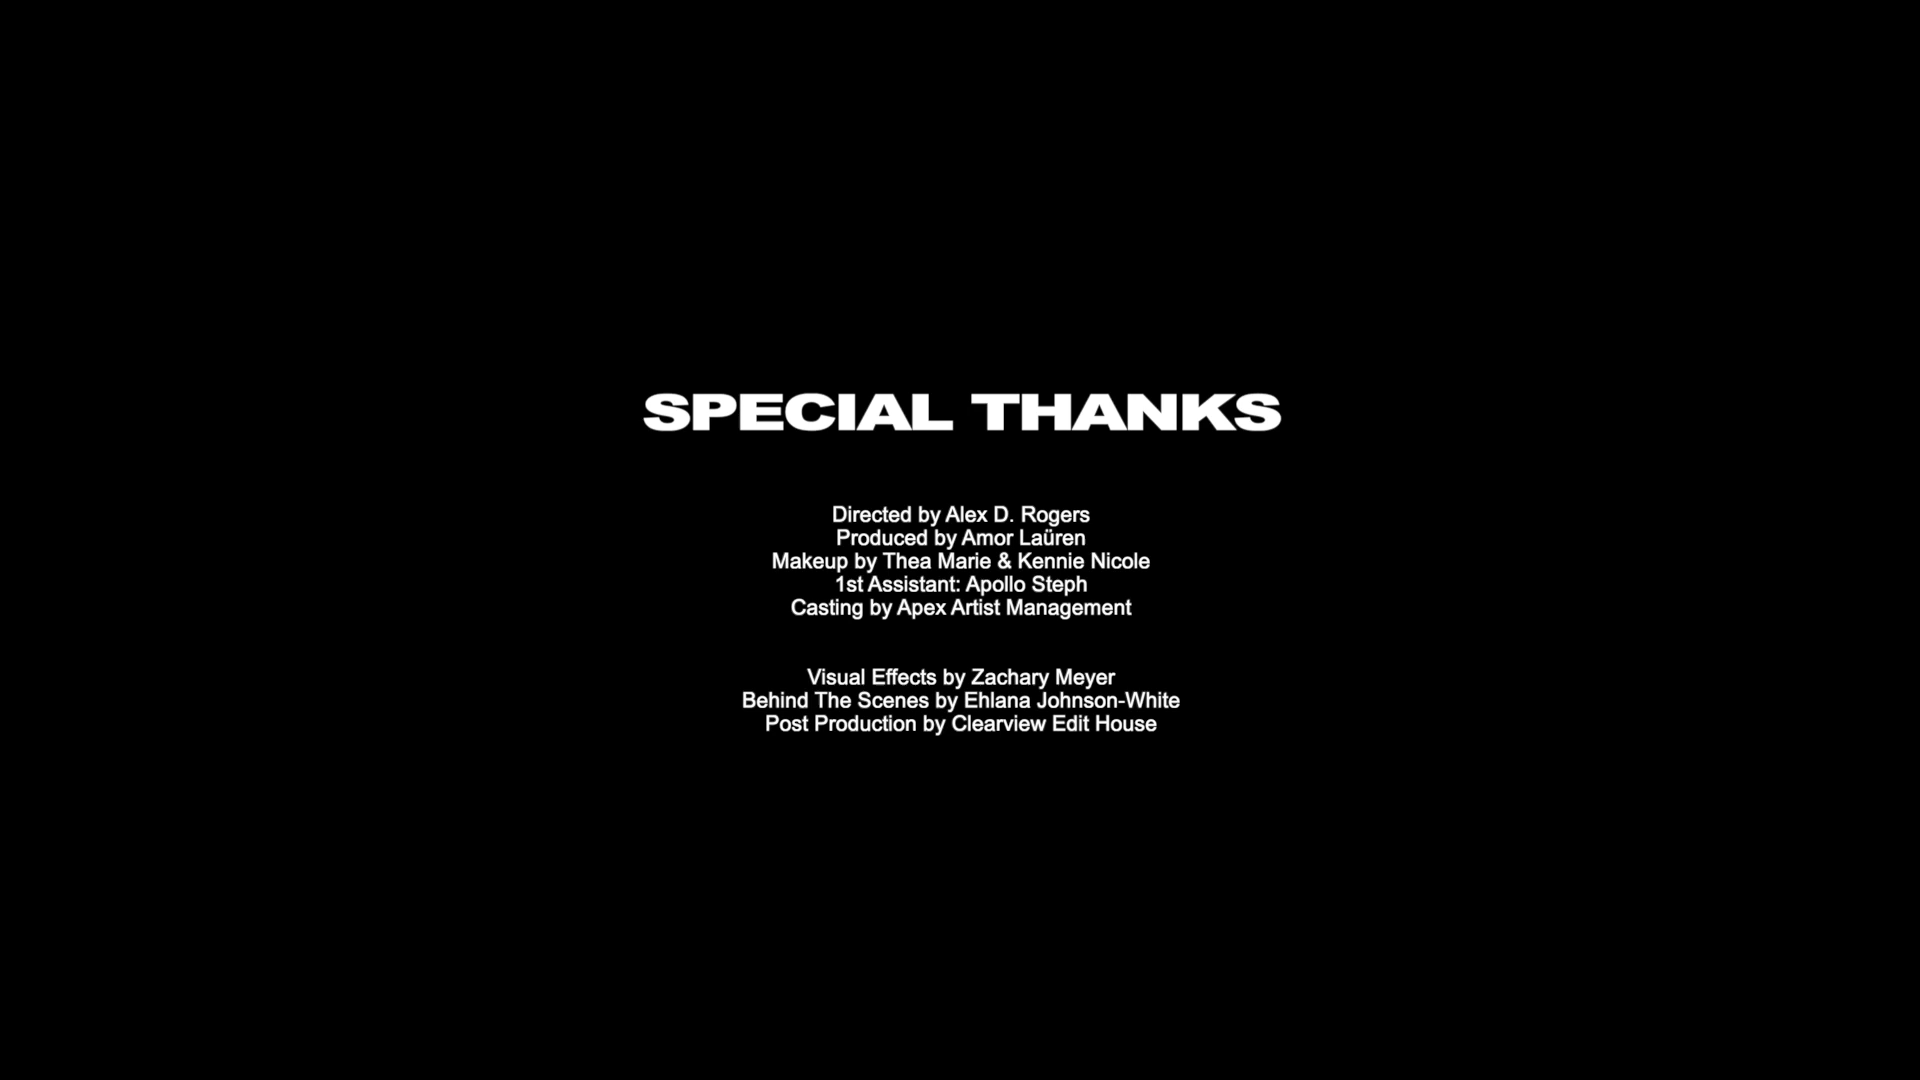 SPECIAL THANKS
Directed by Alex D. Rogers
Produced by Amor Laüren
Makeup by Thea Marie & Kennie Nicole
1st Assistant: Apollo Steph
Casting by Apex Artist Management
Visual Effects by Zachary Meyer
Behind The Scenes by Ehlana Johnson-White
Post Production by Clearview Edit House